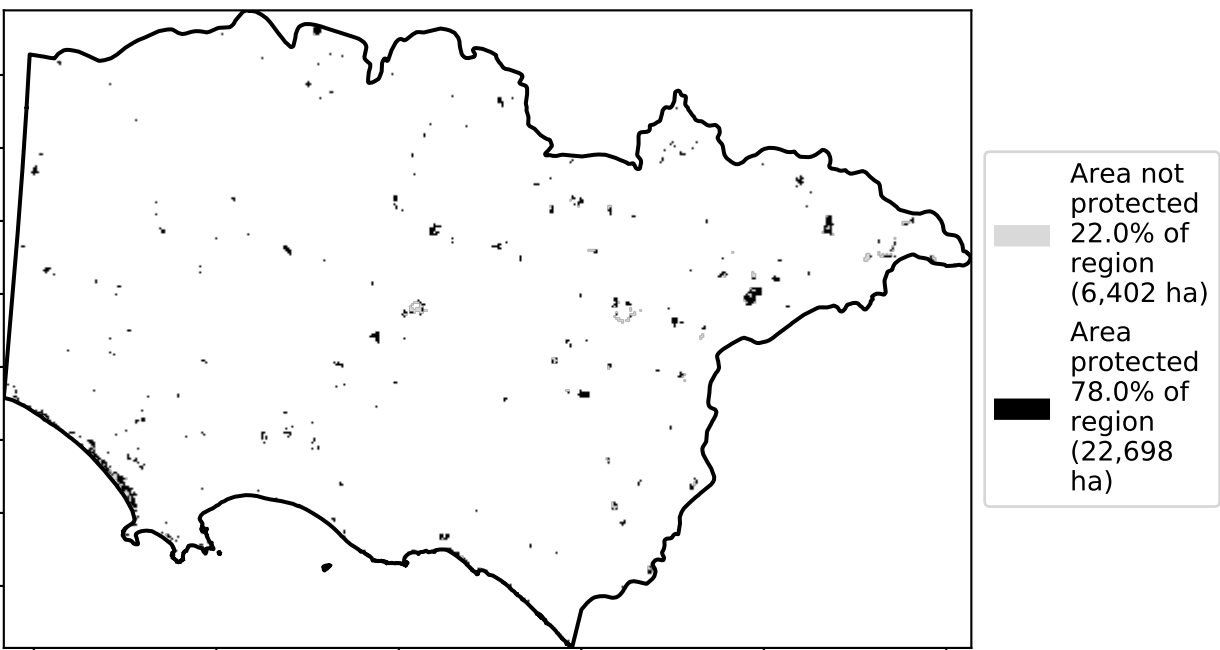 Area not
protected
22.0% of
region
(6,402 ha)
Area
protected
78.0% of
region
(22,698
ha)